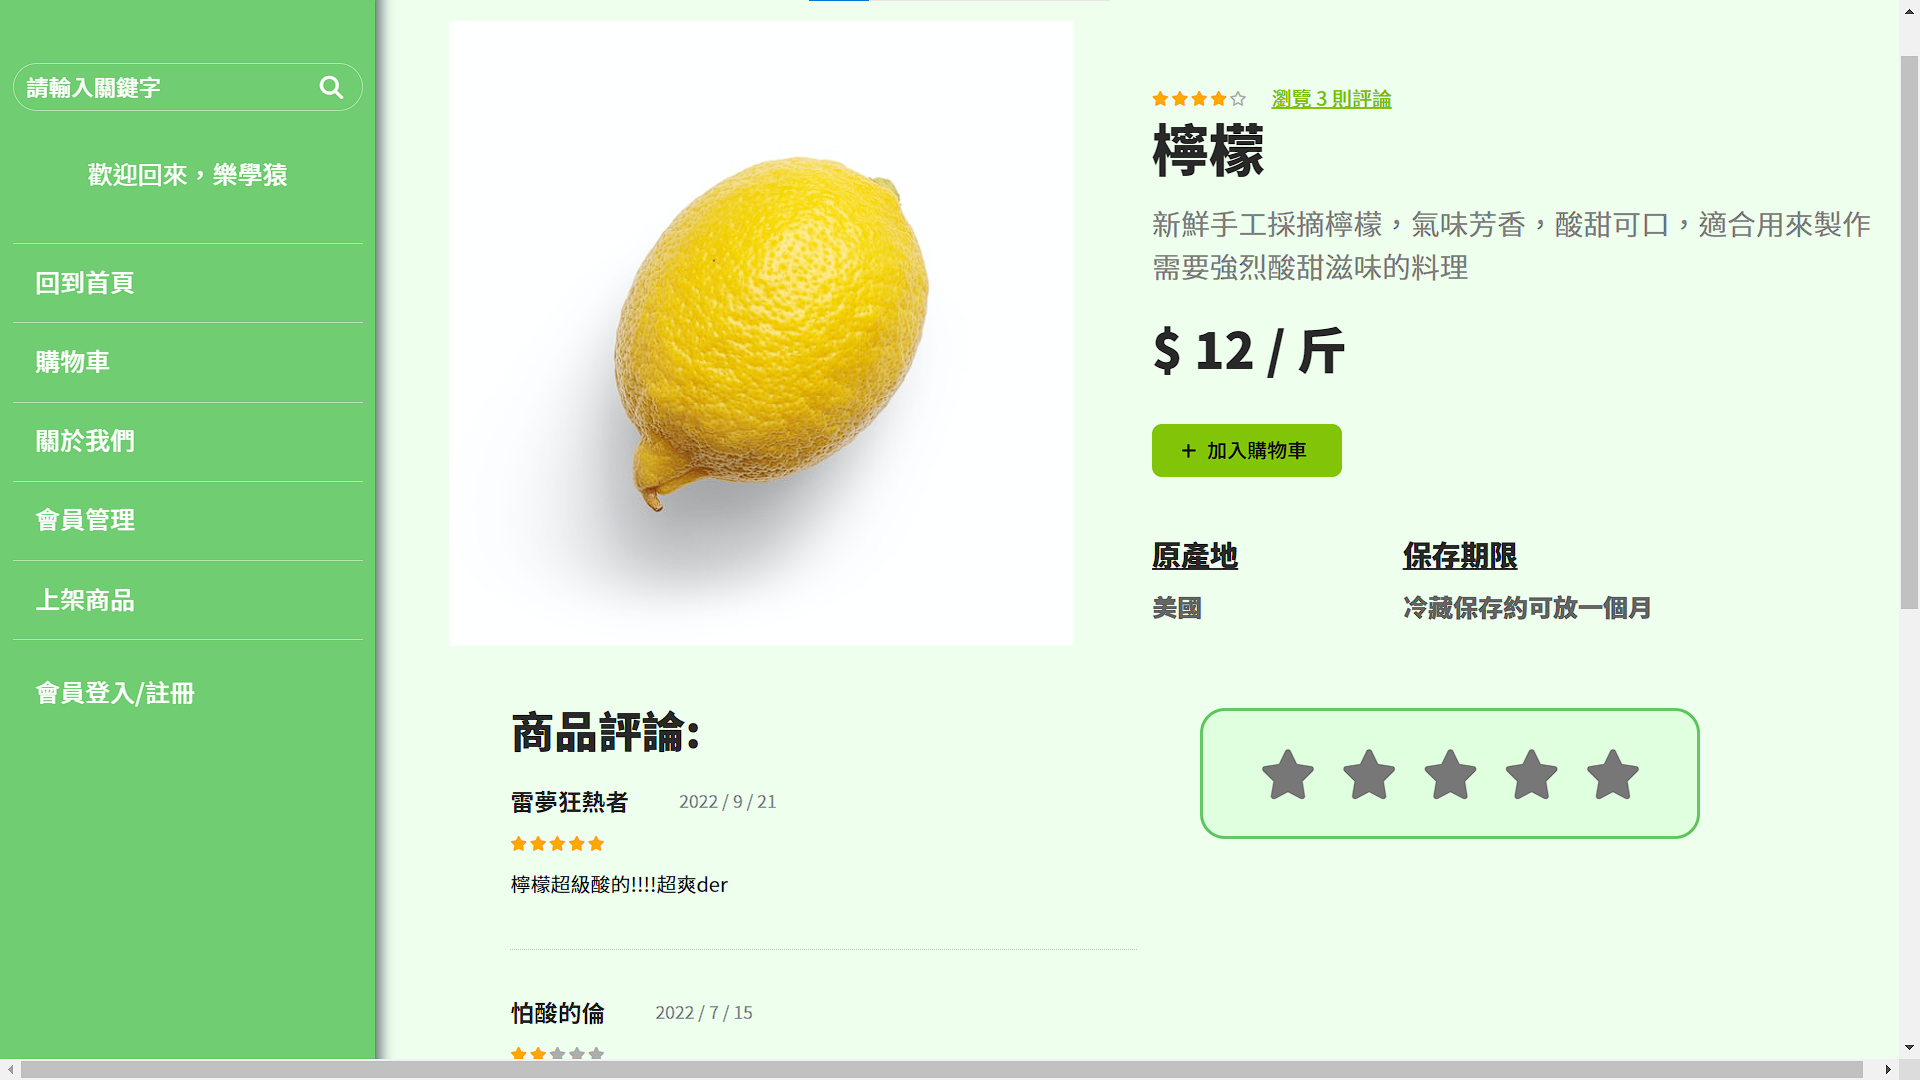 請輸入關鍵字
歡迎回來，樂學猿
回到首頁
購物車
關於我們
會員管理
上架商品
會員登入/註冊
瀏覽 3 則評論
檸檬
新鮮手工採摘檸檬，氣味芳香，酸甜可口，適合用來製作
需要強烈酸甜滋味的料理
$ 12 / 斤
+ 加入購物車
原產地
保存期限
美國
冷藏保存約可放一個月
商品評論:
雷夢狂熱者 2022 / 9 / 21
檸檬超級酸的!!!!超爽der
怕酸的倫 2022 / 7 / 15